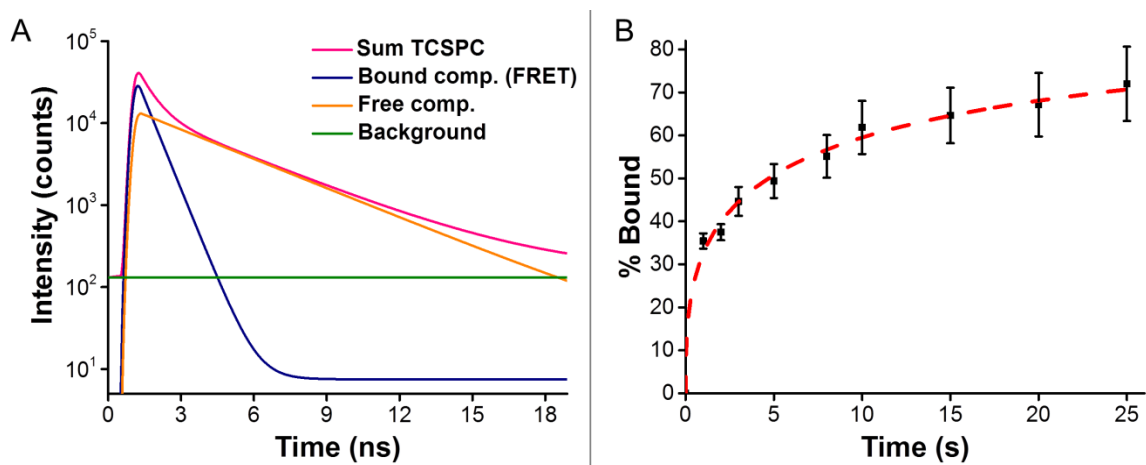 A
Intensity (counts)
10^5
10^4
10^3
10^2
10^1
Sum TCSPC
Bound comp. (FRET)
Free comp.
Background
0 3 6 9 12 15 18
Time (ns)
B
% Bound
80
70
60
50
40
30
20
10
0
0 5 10 15 20 25
Time (s)